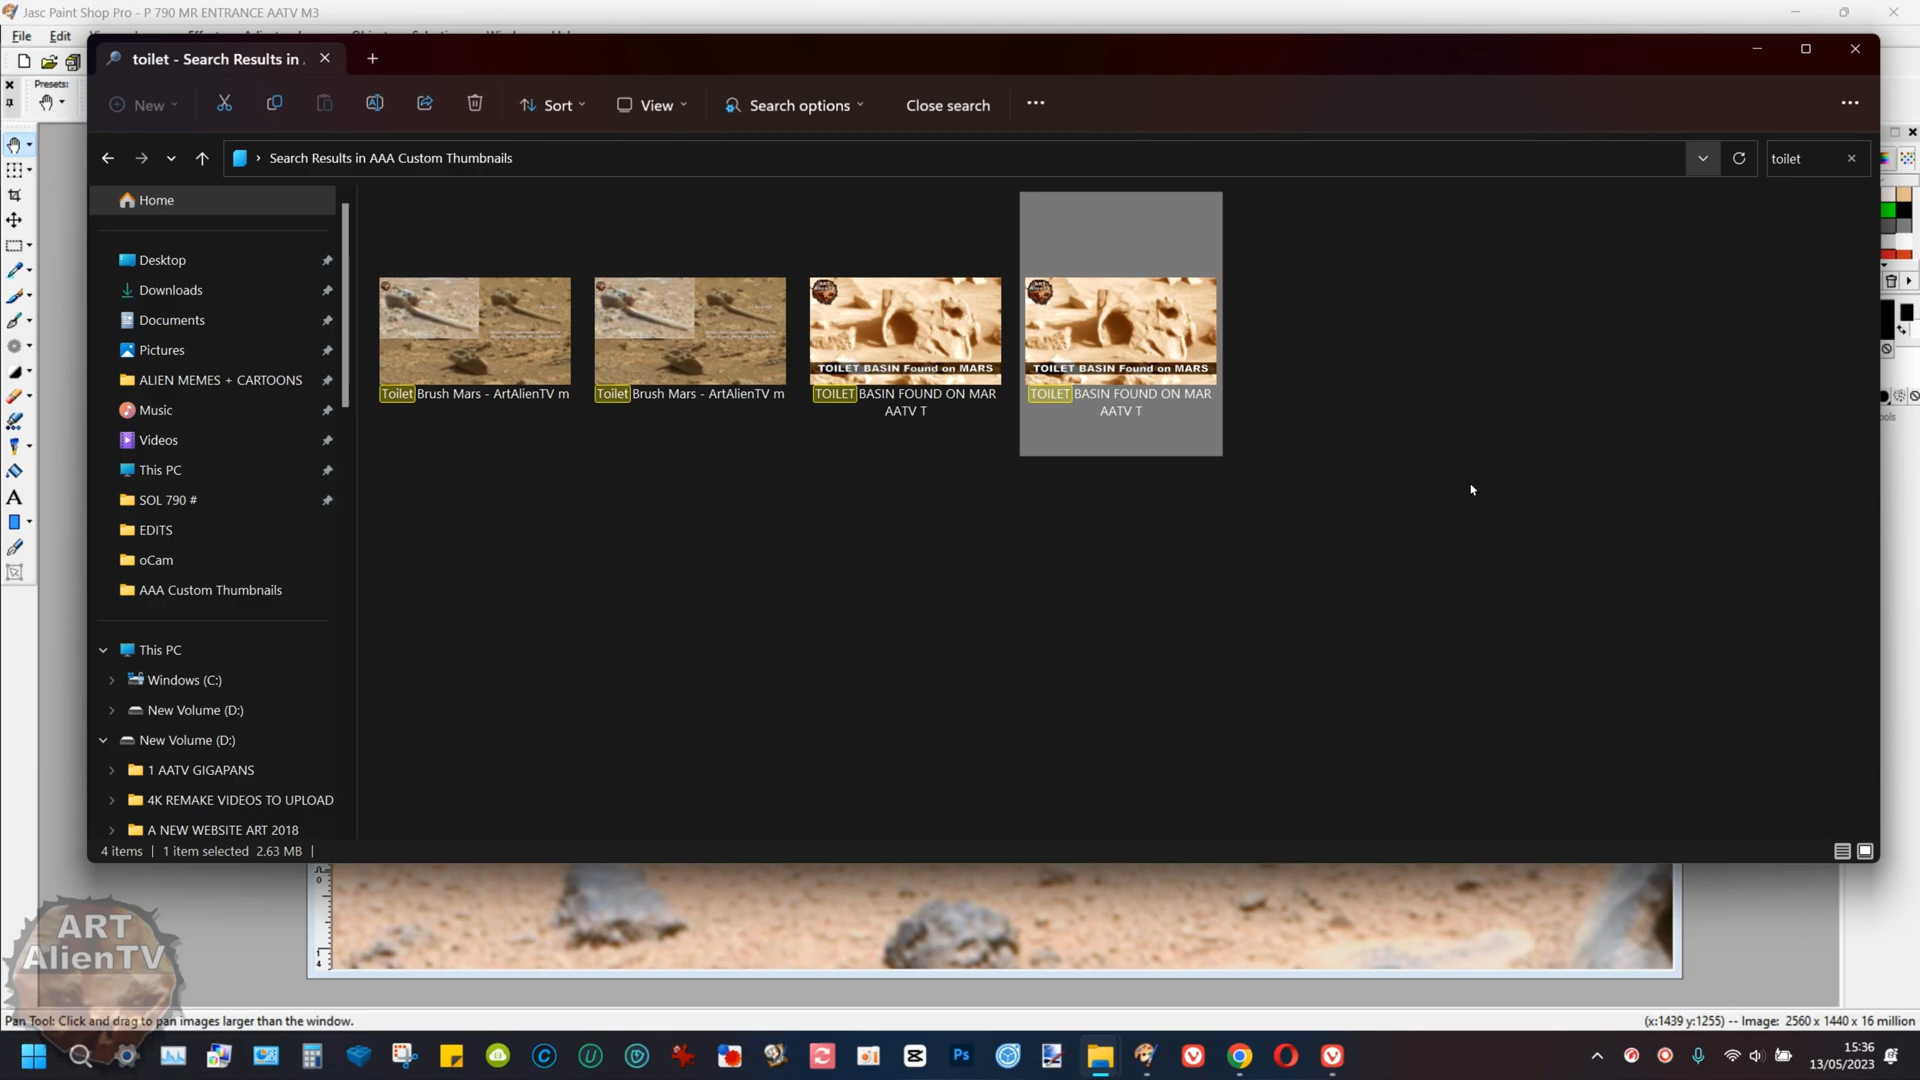 Jasc Paint Shop Pro - P 790 MR ENTRANCE AATV M3
File Edit
Presets:
toilet - Search Results in
New Sort View Search options Close search
Search Results in AAA Custom Thumbnails
toilet
Home
Desktop
Downloads
Documents
Pictures
ALIEN MEMES + CARTOONS
Music
Videos
This PC
SOL 790 #
EDITS
oCam
AAA Custom Thumbnails
This PC
Windows (C:)
New Volume (D:)
New Volume (D:)
1 AATV GIGAPANS
4K REMAKE VIDEOS TO UPLOAD
A NEW WEBSITE ART 2018
Toilet Brush Mars - ArtAlienTV m
Toilet Brush Mars - ArtAlienTV m
TOILET BASIN Found on MARS
TOILET BASIN FOUND ON MAR
AATV T
TOILET BASIN Found on MARS
TOILET BASIN FOUND ON MAR
AATV T
4 items 1 item selected 2.63 MB
ART
AlienTV
Pan Tool: Click and drag to pan images larger than the window.
(x:1439 y:1255) -- Image: 2560 x 1440 x 16 million
Ps
15:36
13/05/2023